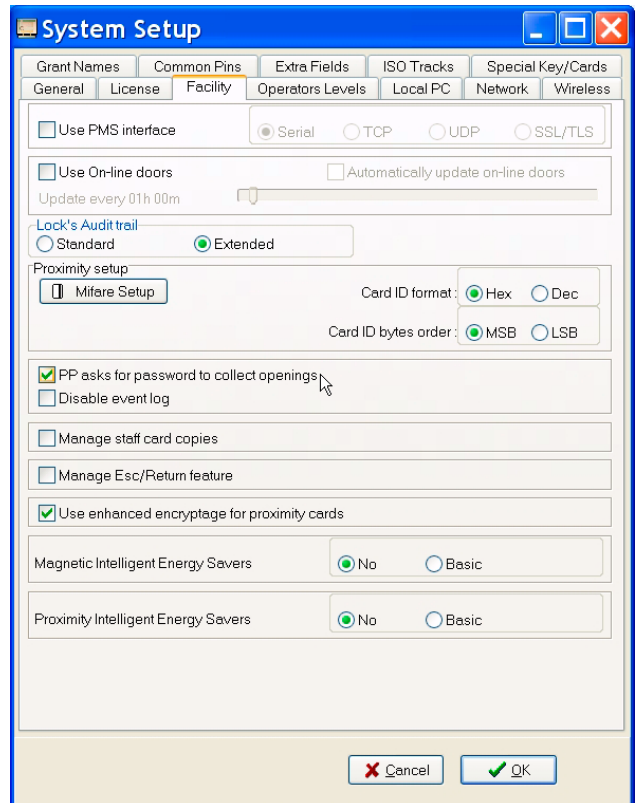 System Setup
Grant Names Common Pins Extra Fields ISO Tracks Special Key/Cards
General License Facility Operators Levels Local PC Network Wireless
Use PMS interface Serial TCP UDP SSL/TLS
Use On-line doors Automatically update on-line doors
Update every 01h 00m
Lock's Audit trail
Standard Extended
Proximity setup
Mifare Setup Card ID format : Hex Dec
Card ID bytes order : MSB LSB
PP asks for password to collect openings
Disable event log
Manage staff card copies
Manage Esc/Return feature
Use enhanced encryptage for proximity cards
Magnetic Intelligent Energy Savers No Basic
Proximity Intelligent Energy Savers No Basic
Cancel OK